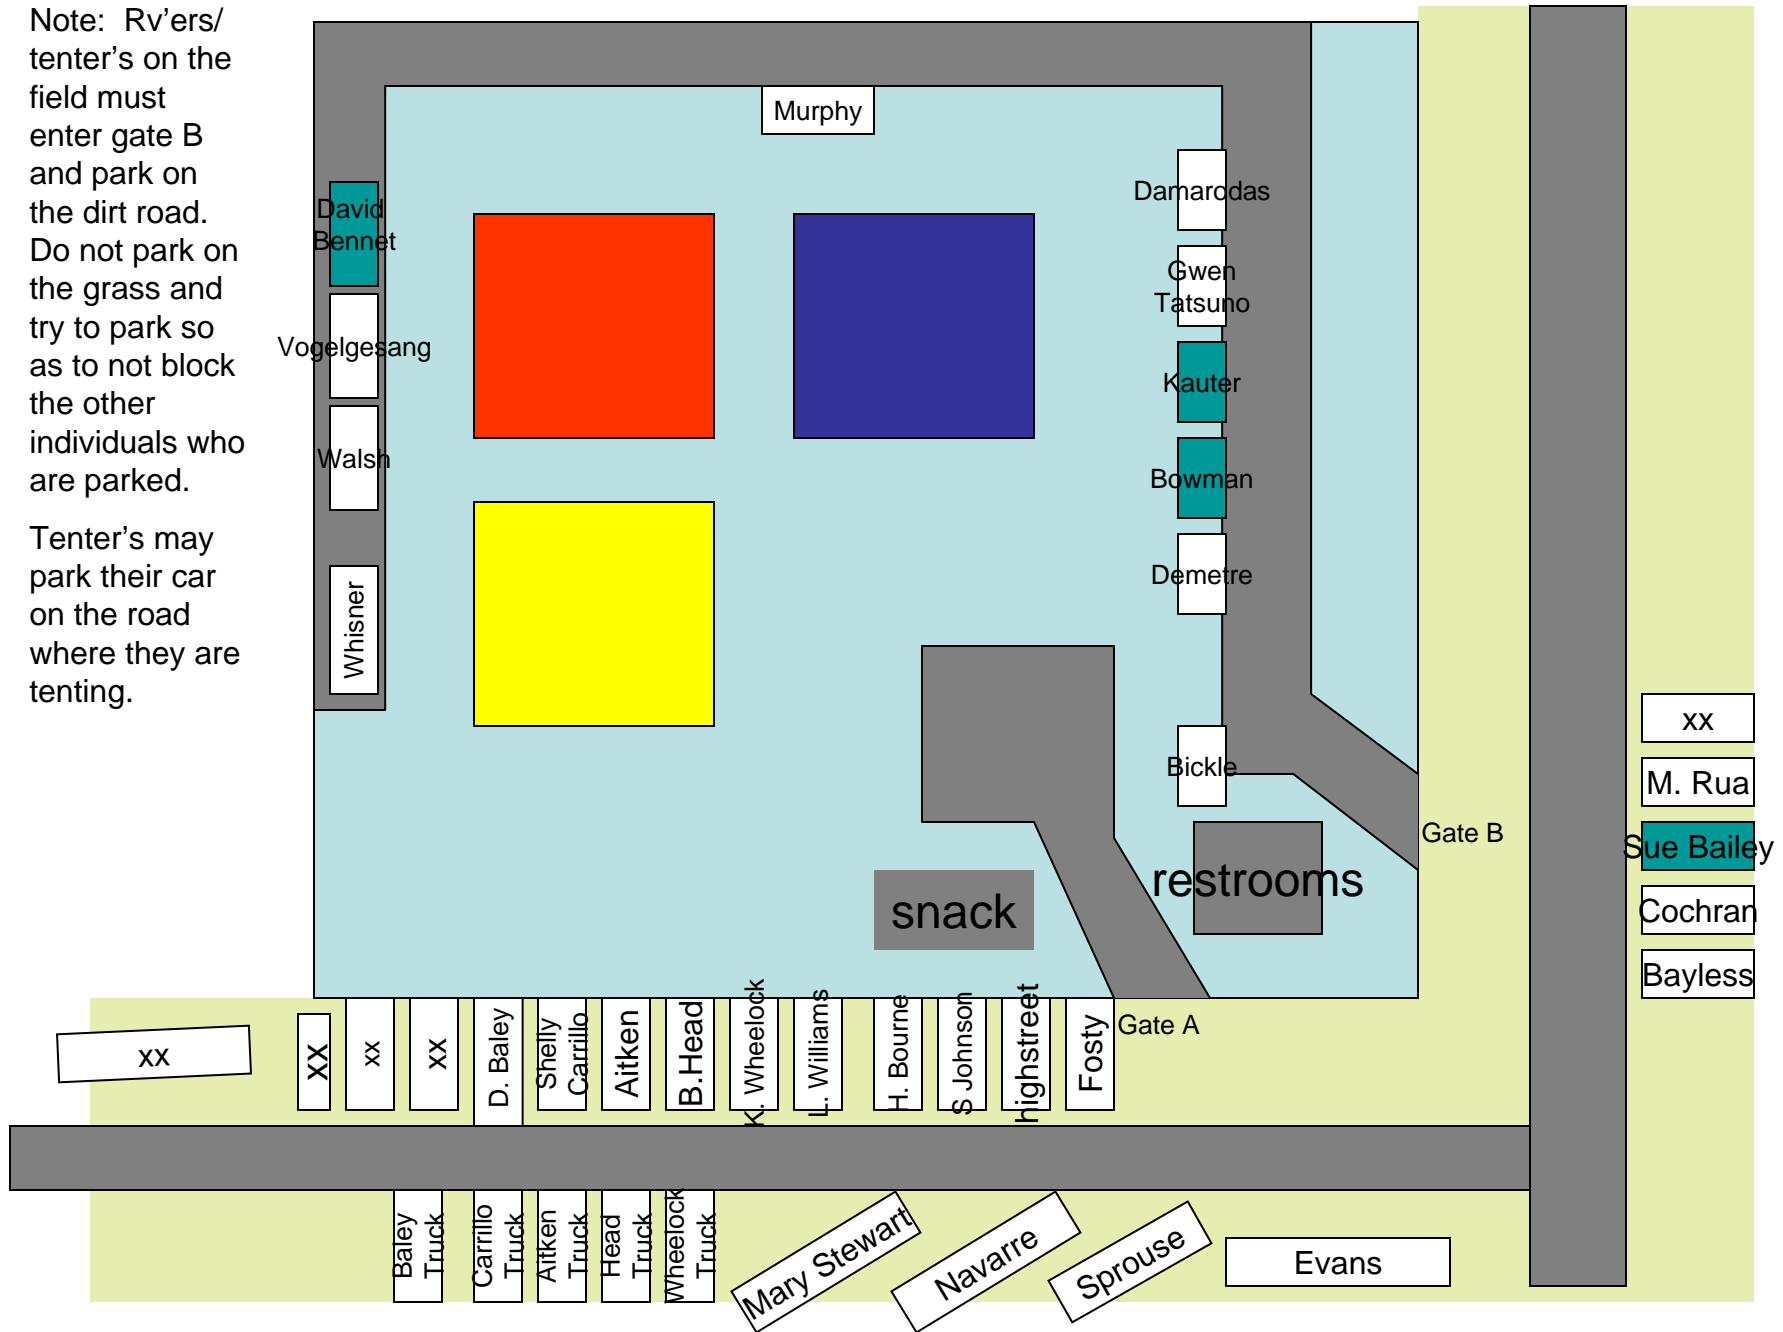 Note:  Rv’ers/
tenter’s on the
field must
enter gate B
and park on
the dirt road.
Do not park on
the grass and
try to park so
as to not block
the other
individuals who
are parked.
Tenter’s may
park their car
on the road
where they are
tenting.
Murphy
David
Bennet
Vogelgesang
Walsh
Whisner
Damarodas
Gwen
Tatsuno
Kauter
Bowman
Demetre
Bickle
Gate B
restrooms
snack
xx
M. Rua
Sue Bailey
Cochran
Bayless
Gate A
xx
xx
xx
xx
D. Baley
Shelly
Carrillo
Aitken
B.Head
K. Wheelock
L. Williams
H. Bourne
S Johnson
highstreet
Fosty
Baley
Truck
Carrillo
Truck
Aitken
Truck
Head
Truck
Wheelock
Truck
Mary Stewart
Navarre
Sprouse
Evans